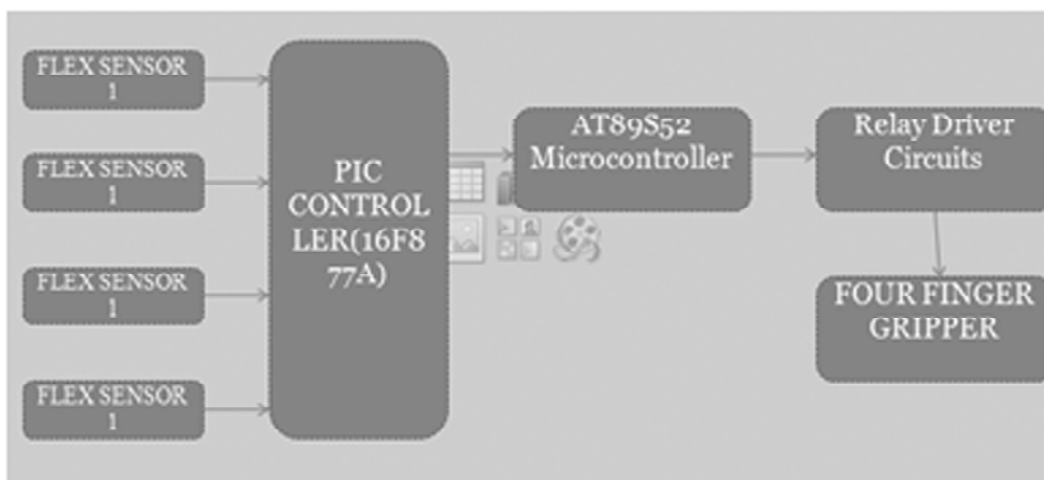 FLEX SENSOR
1
FLEX SENSOR
1
FLEX SENSOR
1
FLEX SENSOR
1
PIC
CONTROL
LER(16F8
77A)
AT89S52
Microcontroller
Relay Driver
Circuits
FOUR FINGER
GRIPPER